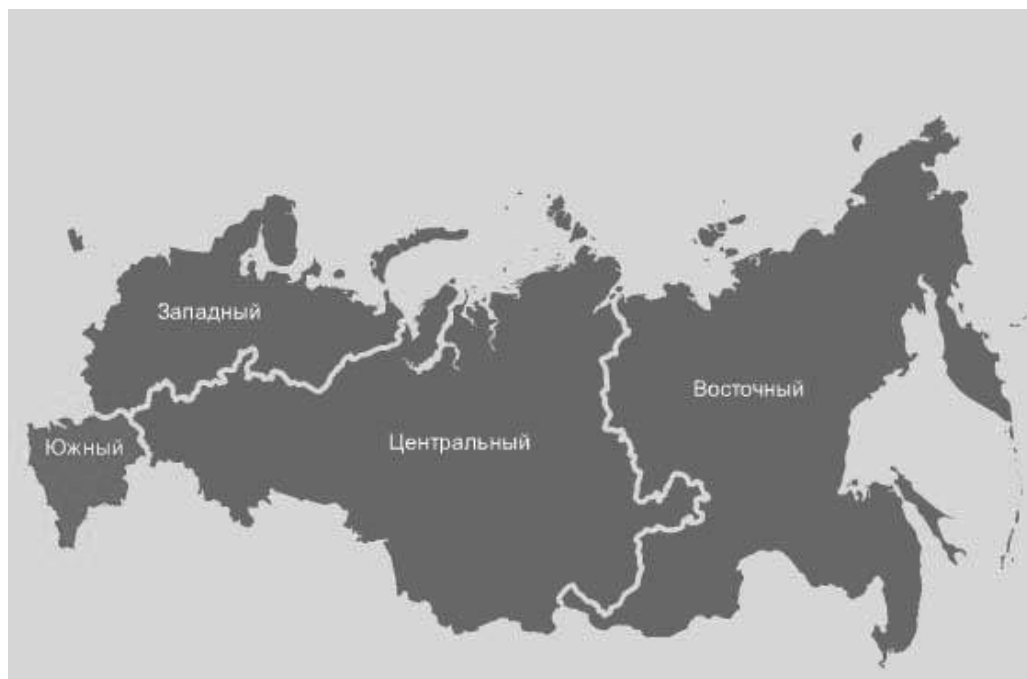 Западный
Восточный
Центральный
Южный